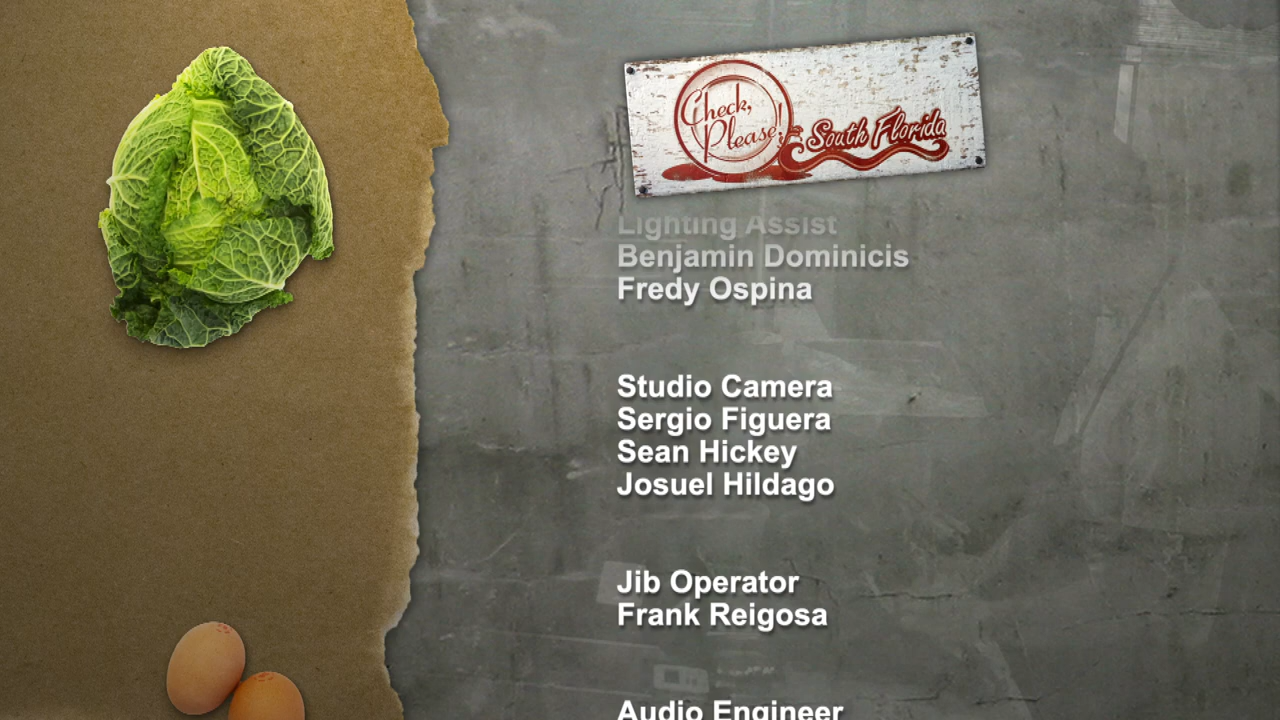 Check,
Please!
South Florida
Lighting Assist
Benjamin Dominicis
Fredy Ospina
Studio Camera
Sergio Figuera
Sean Hickey
Josuel Hildago
Jib Operator
Frank Reigosa
Audio Engineer